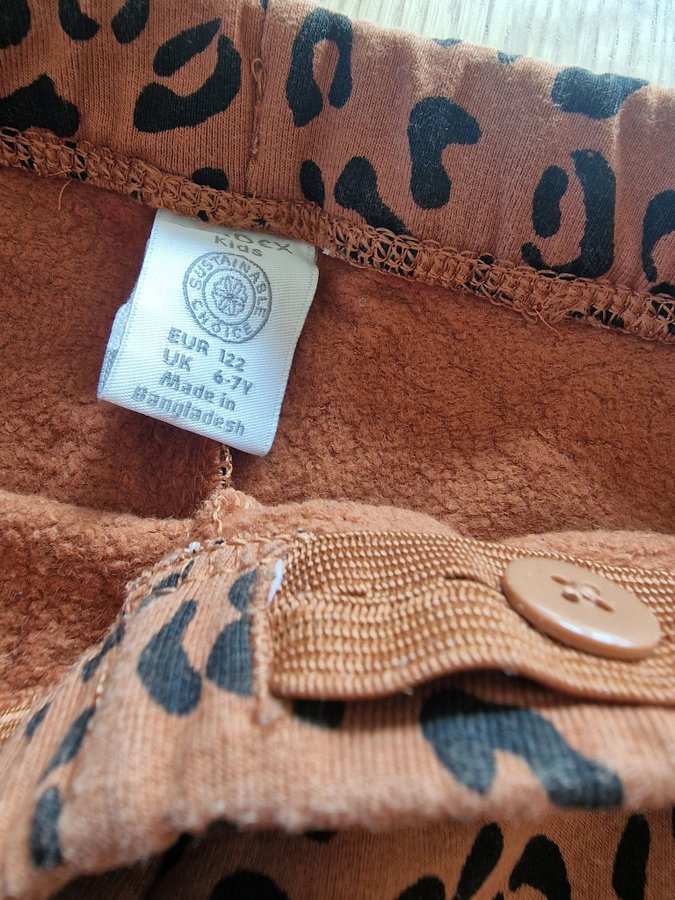 Kids
SUSTAINABLE
CHOICE
EUR 122
UK 6-7Y
Made in
Bangladesh